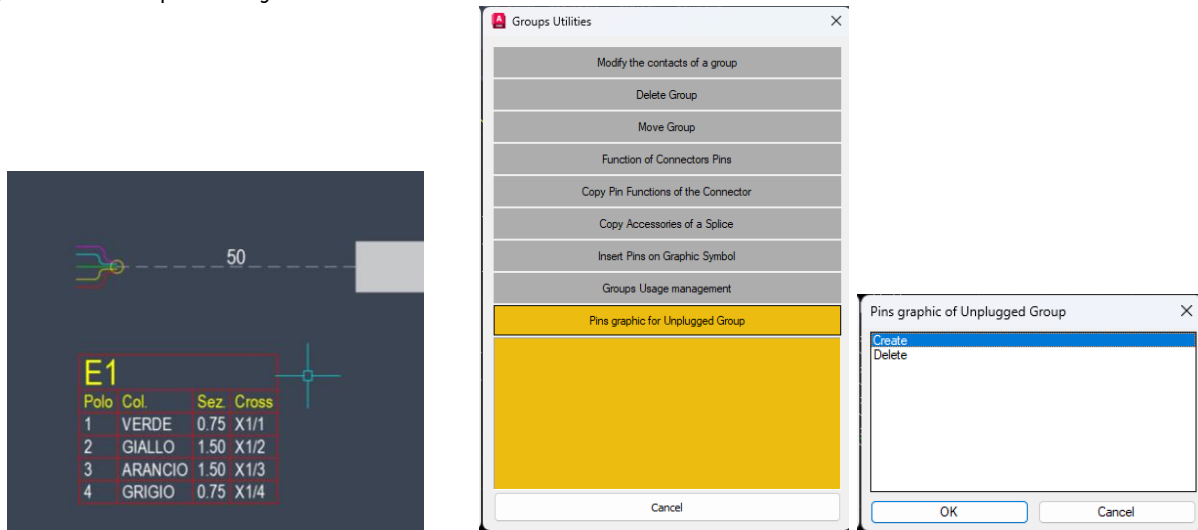 50
E1
Polo Col. Sez. Cross
1 VERDE 0.75 X1/1
2 GIALLO 1.50 X1/2
3 ARANCIO 1.50 X1/3
4 GRIGIO 0.75 X1/4
Groups Utilities
Modify the contacts of a group
Delete Group
Move Group
Function of Connectors Pins
Copy Pin Functions of the Connector
Copy Accessories of a Splice
Insert Pins on Graphic Symbol
Groups Usage management
Pins graphic for Unplugged Group
Cancel
Pins graphic of Unplugged Group
Create
Delete
OK Cancel